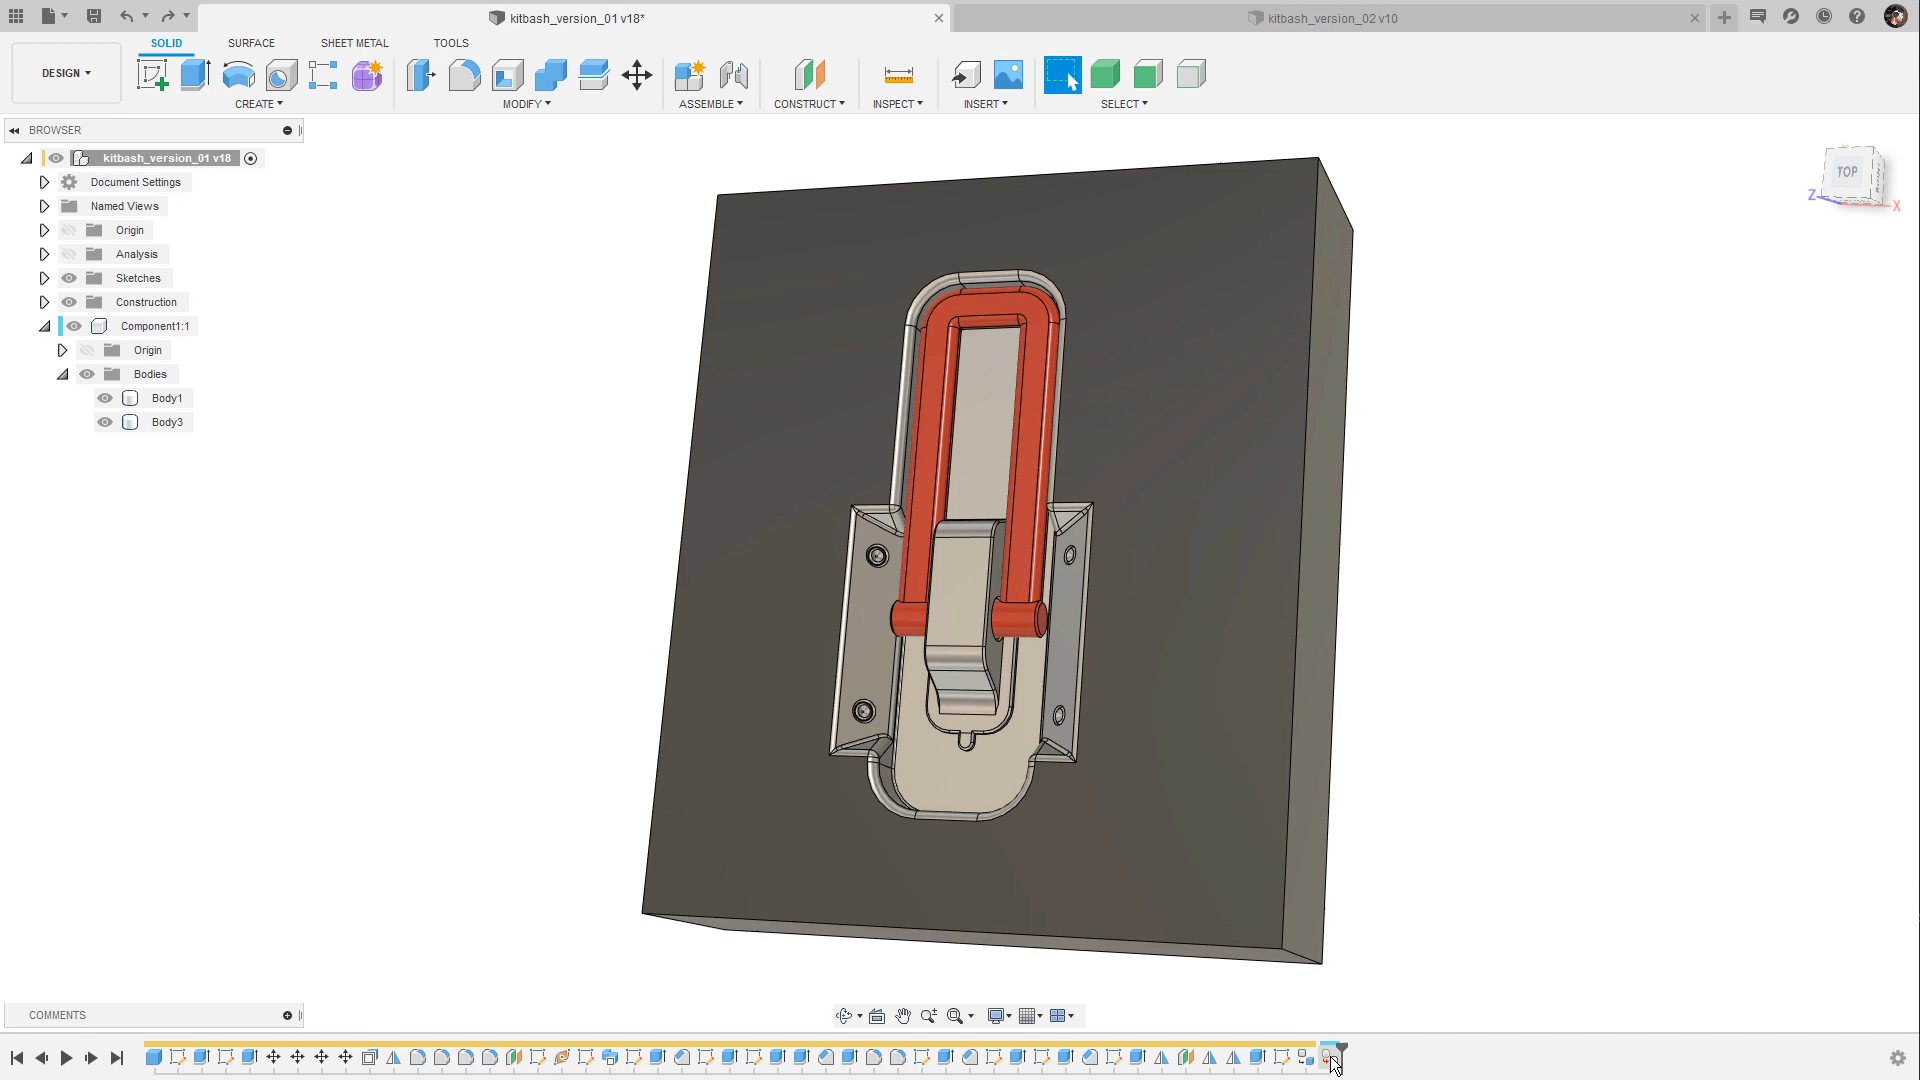 kitbash_version_01 v18*
kitbash_version_02 v10
SOLID
SURFACE
SHEET METAL
TOOLS
DESIGN
CREATE
MODIFY
ASSEMBLE
CONSTRUCT
INSPECT
INSERT
SELECT
BROWSER
kitbash_version_01 v18
Document Settings
Named Views
Origin
Analysis
Sketches
Construction
Component1:1
Origin
Bodies
Body1
Body3
TOP
Z
X
COMMENTS